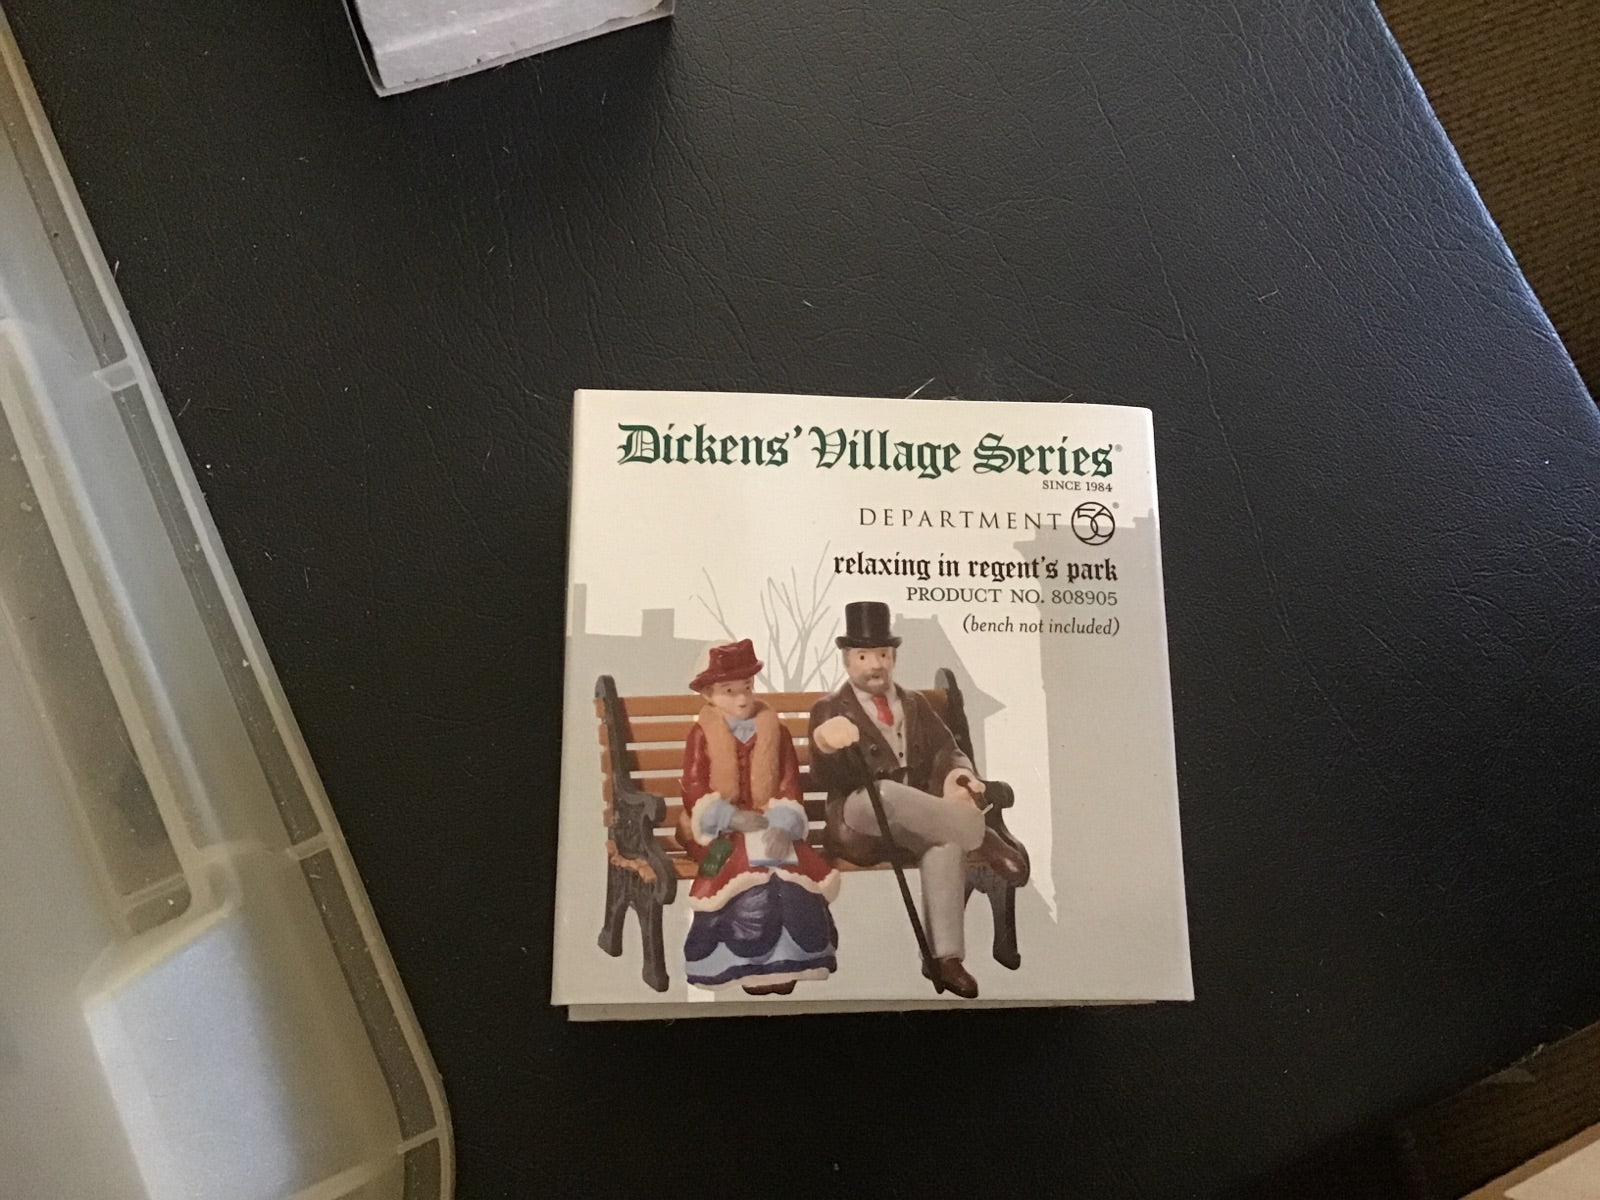 Dickens' Village Series®
SINCE 1984
DEPARTMENT 56®
relaxing in regent's park
PRODUCT NO. 808905
(bench not included)